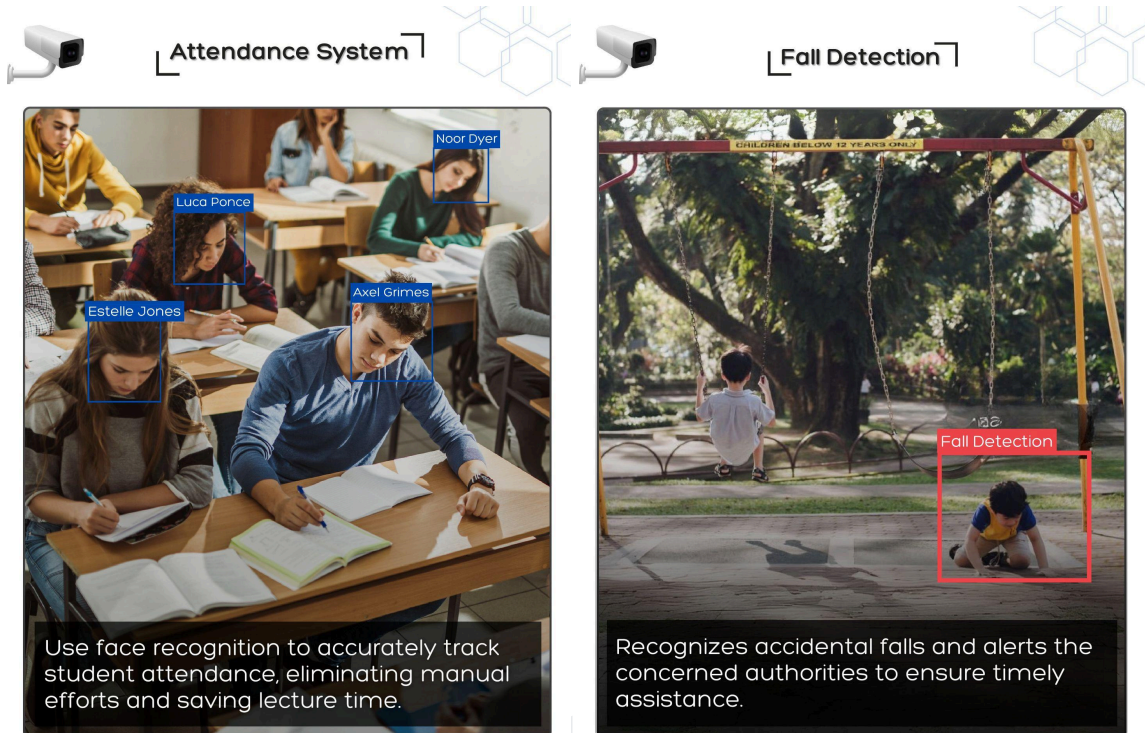 Attendance System
Noor Dyer
Luca Ponce
Axel Grimes
Estelle Jones
Use face recognition to accurately track
student attendance, eliminating manual
efforts and saving lecture time.
Fall Detection
CHILDREN BELOW 12 YEARS ONLY
Fall Detection
Recognizes accidental falls and alerts the
concerned authorities to ensure timely
assistance.